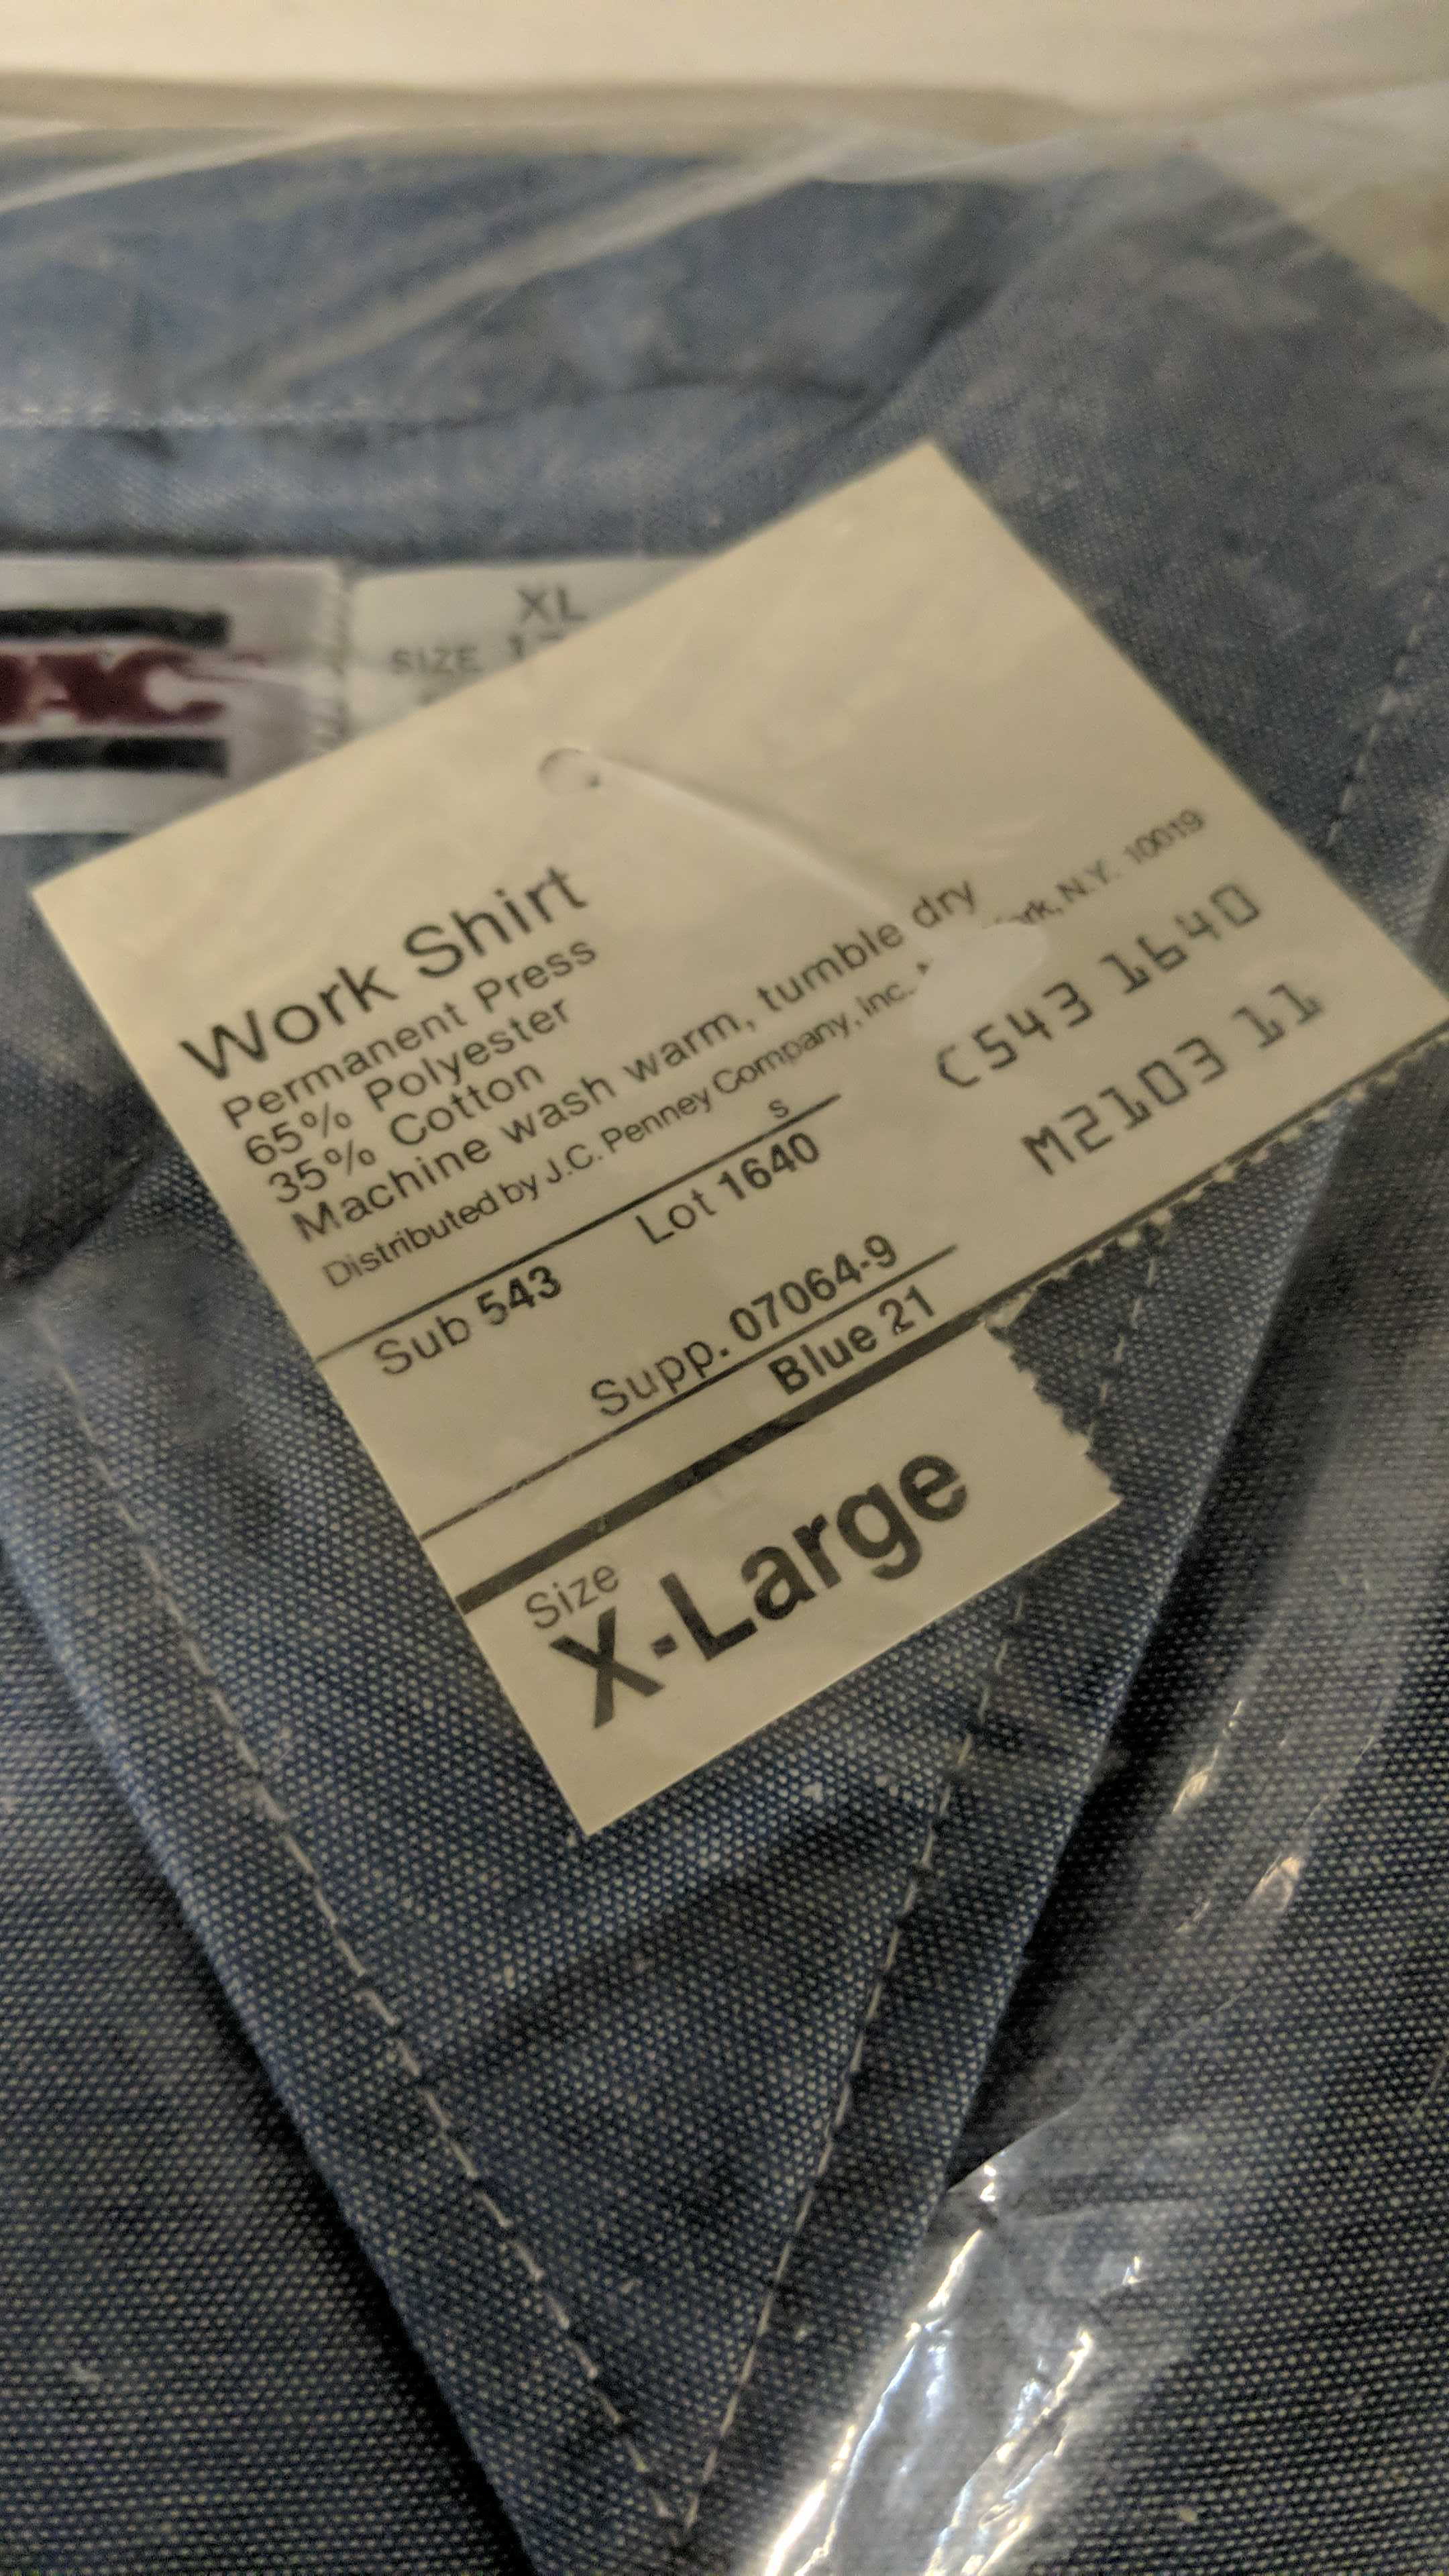 XL
SIZE
Work Shirt
Permanent Press
65% Polyester
35% Cotton
Machine wash warm, tumble dry
Distributed by J.C. Penney Company, Inc. N.Y. 10019
s
Sub 543 Lot 1640
C543 1640
M2103 11
Supp. 07064-9
Blue 21
Size
X-Large